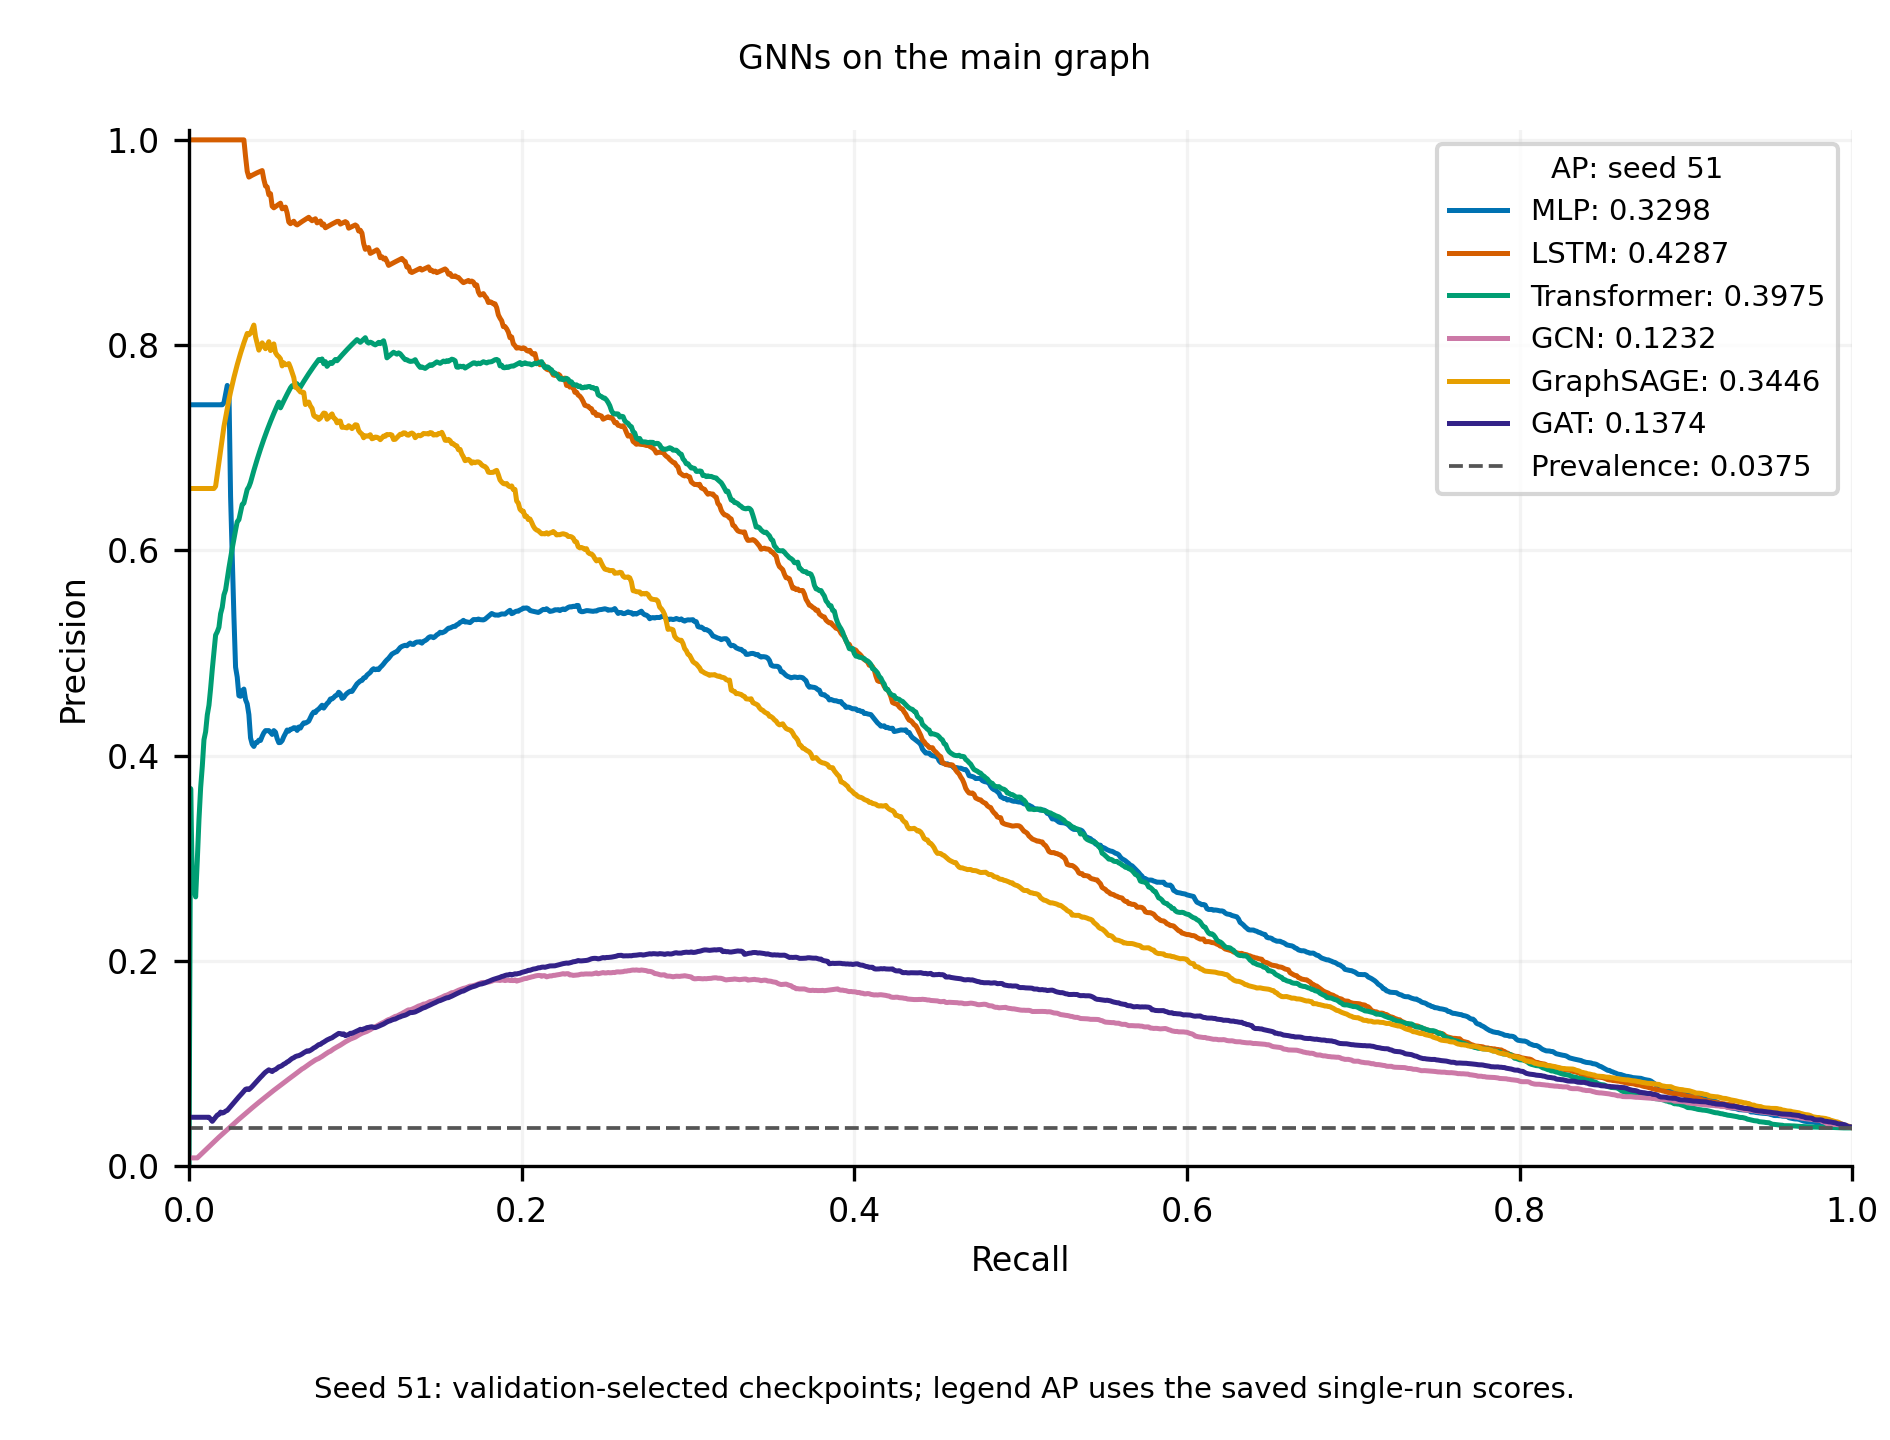 GNNs on the main graph
1.0
0.8
0.6
0.4
0.2
0.0
Precision
AP: seed 51
MLP: 0.3298
LSTM: 0.4287
Transformer: 0.3975
GCN: 0.1232
GraphSAGE: 0.3446
GAT: 0.1374
Prevalence: 0.0375
0.0 0.2 0.4 0.6 0.8 1.0
Recall
Seed 51: validation-selected checkpoints; legend AP uses the saved single-run scores.